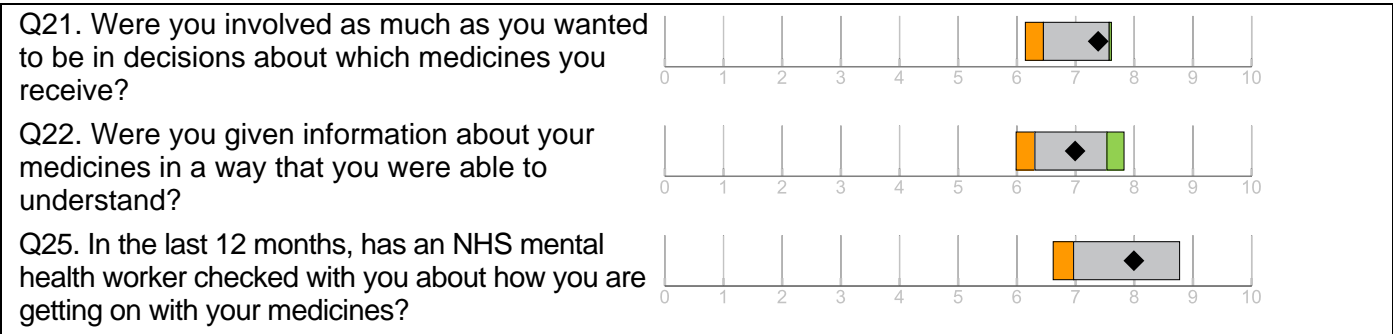 Q21. Were you involved as much as you wanted
to be in decisions about which medicines you
receive?
0 1 2 3 4 5 6 7 8 9 10
Q22. Were you given information about your
medicines in a way that you were able to
understand?
0 1 2 3 4 5 6 7 8 9 10
Q25. In the last 12 months, has an NHS mental
health worker checked with you about how you are
getting on with your medicines?
0 1 2 3 4 5 6 7 8 9 10